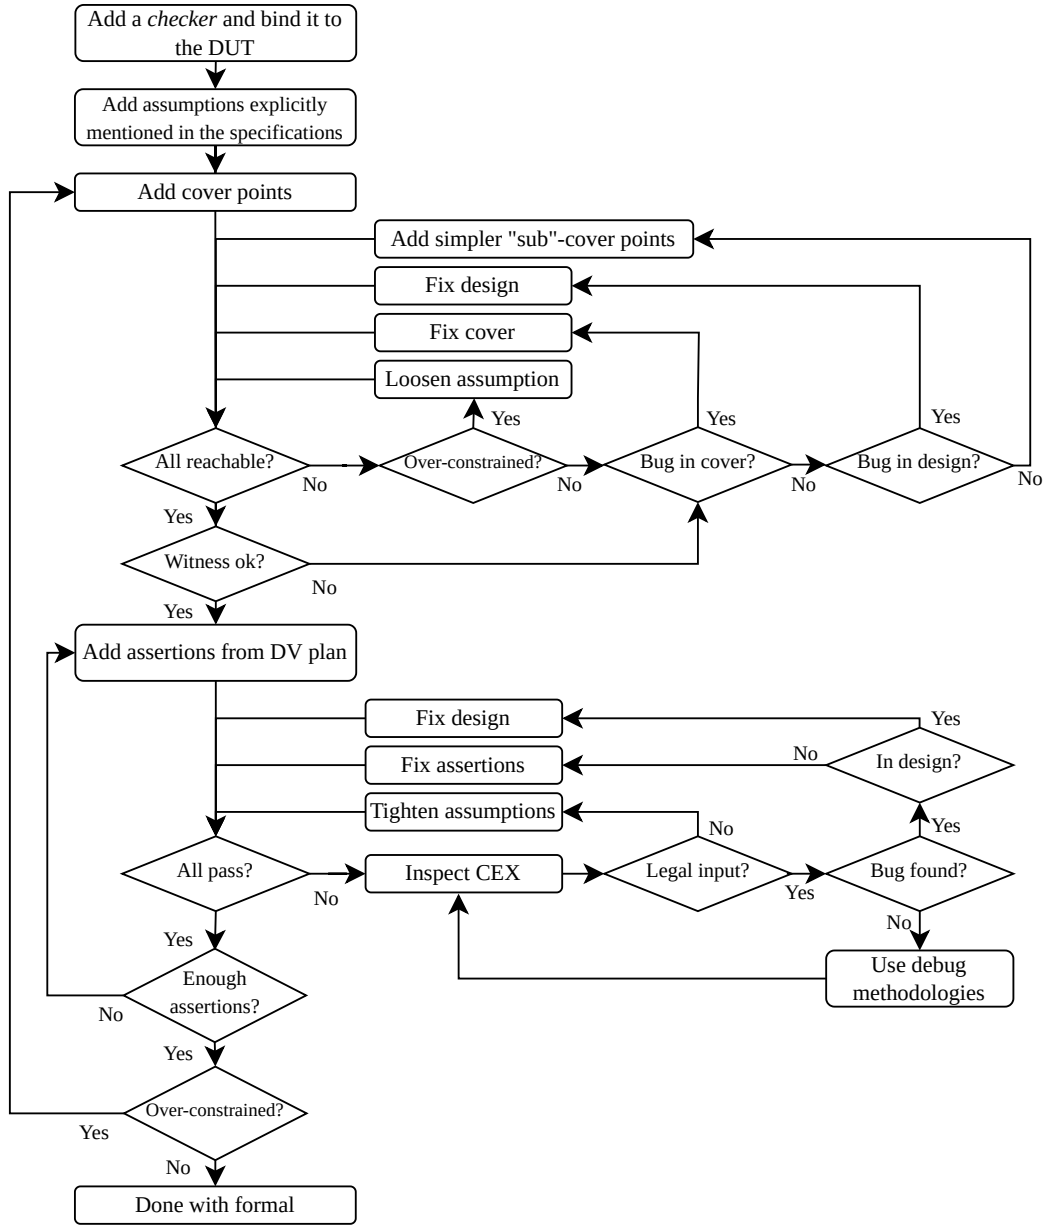 Add a checker and bind it to
the DUT
Add assumptions explicitly
mentioned in the specifications
Add cover points
Add simpler "sub"-cover points
Fix design
Fix cover
Loosen assumption
Yes
Yes
Yes
All reachable?
Over-constrained?
Bug in cover?
Bug in design?
No
No
No
No
Yes
Witness ok?
No
Yes
Add assertions from DV plan
Fix design
Yes
No
In design?
Fix assertions
Tighten assumptions
No
Yes
All pass?
Inspect CEX
Legal input?
Bug found?
No
Yes
No
Yes
Use debug
methodologies
Enough
assertions?
No
Yes
Over-constrained?
Yes
No
Done with formal